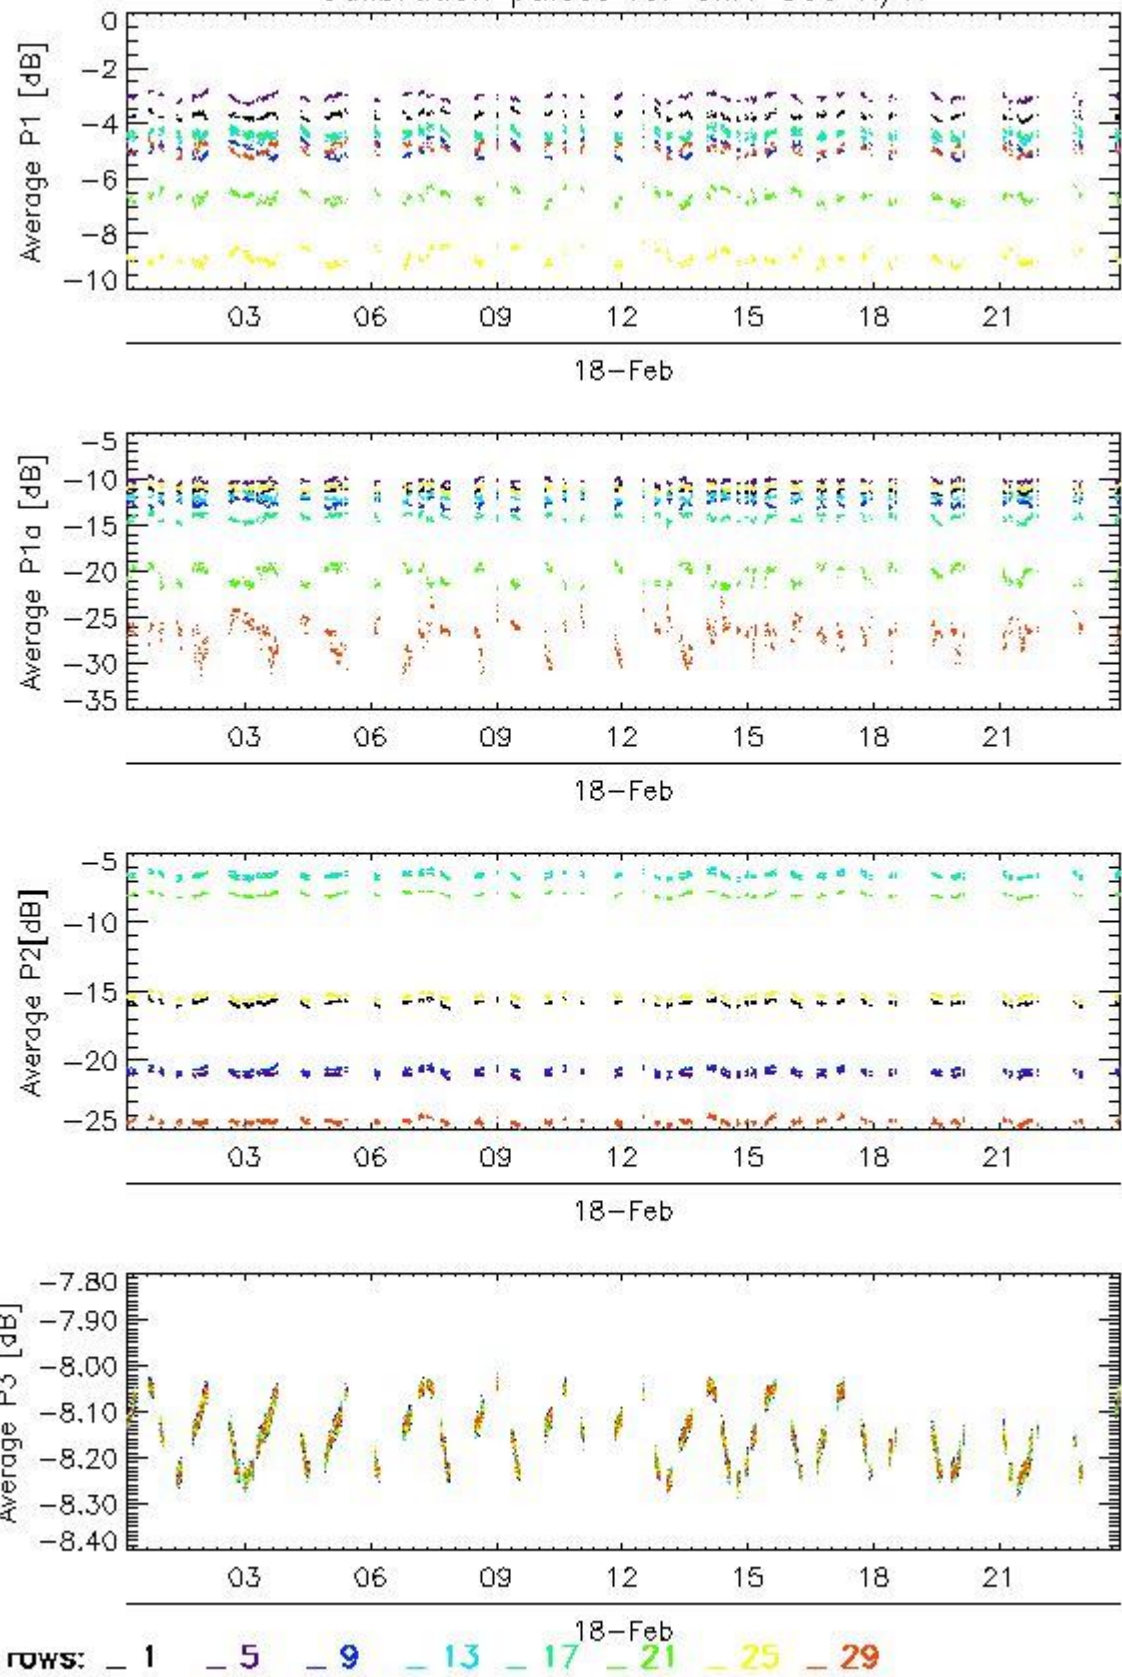 0
−2
−4
−6
−8
−10
Average P1 [dB]
03 06 09 12 15 18 21
18−Feb
−5
−10
−15
−20
−25
−30
−35
Average P1a [dB]
03 06 09 12 15 18 21
18−Feb
−5
−10
−15
−20
−25
Average P2[dB]
03 06 09 12 15 18 21
18−Feb
−7.80
−7.90
−8.00
−8.10
−8.20
−8.30
−8.40
Average P3 [dB]
03 06 09 12 15 18 21
18−Feb
rows: _ 1 _ 5 _ 9 _ 13 _ 17 _ 21 _ 25 _ 29